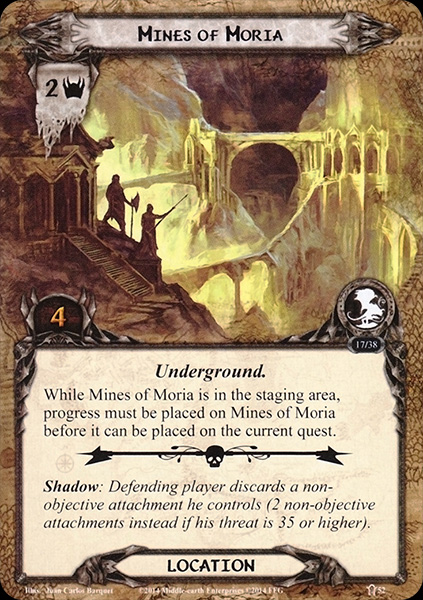 MINES OF MORIA
2
4
17/38
Underground.
While Mines of Moria is in the staging area,
progress must be placed on Mines of Moria
before it can be placed on the current quest.
Shadow: Defending player discards a non-
objective attachment he controls (2 non-objective
attachments instead if his threat is 35 or higher).
LOCATION
Illus. Juan Carlos Barquet
©2014 Middle-earth Enterprises ©2014 FFG
52